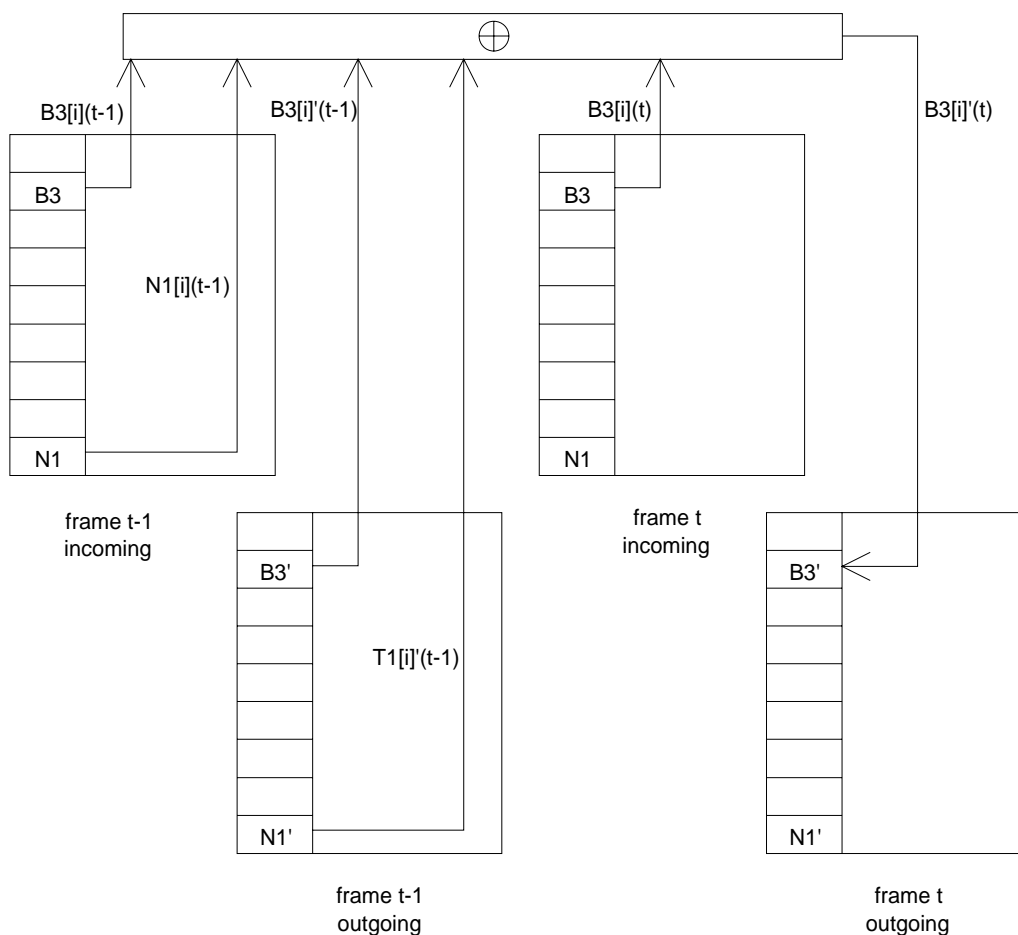 B3[i](t-1)
B3[i]'(t-1)
B3[i](t)
B3[i]'(t)
B3
B3
N1[i](t-1)
N1
N1
frame t-1
incoming
frame t
incoming
B3'
B3'
T1[i]'(t-1)
N1'
N1'
frame t-1
outgoing
frame t
outgoing